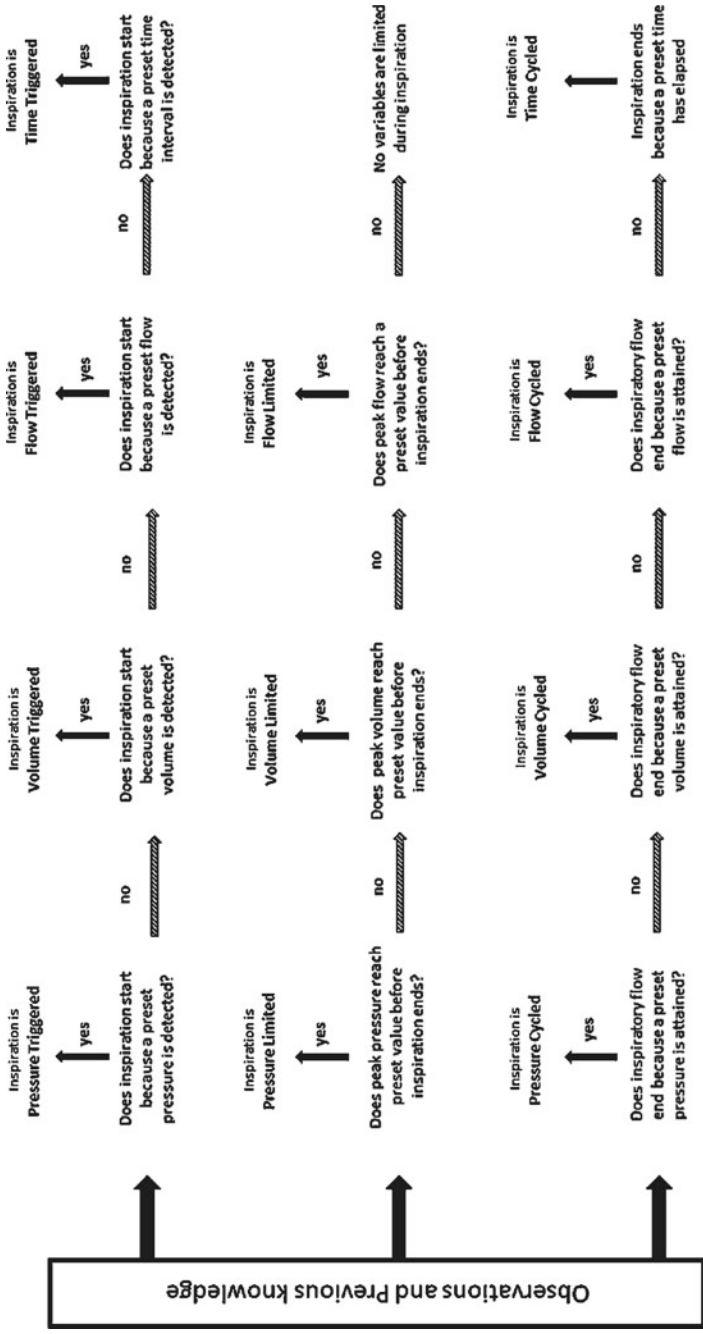 Observations and Previous knowledge
Inspiration is
Pressure Triggered
yes
Does inspiration start
because a preset
pressure is detected?
no
Inspiration is
Volume Triggered
yes
Does inspiration start
because a preset
volume is detected?
no
Inspiration is
Flow Triggered
yes
Does inspiration start
because a preset flow
is detected?
no
Inspiration is
Time Triggered
yes
Does inspiration start
because a preset time
interval is detected?
Inspiration is
Pressure Limited
yes
Does peak pressure reach
preset value before
inspiration ends?
no
Inspiration is
Volume Limited
yes
Does peak volume reach
preset value before
inspiration ends?
no
Inspiration is
Flow Limited
yes
Does peak flow reach a
preset value before
inspiration ends?
no
No variables are limited
during inspiration
Inspiration is
Pressure Cycled
yes
Does inspiratory flow
end because a preset
pressure is attained?
no
Inspiration is
Volume Cycled
yes
Does inspiratory flow
end because a preset
volume is attained?
no
Inspiration is
Flow Cycled
yes
Does inspiratory flow
end because a preset
flow is attained?
no
Inspiration is
Time Cycled
Inspiration ends
because a preset time
has elapsed